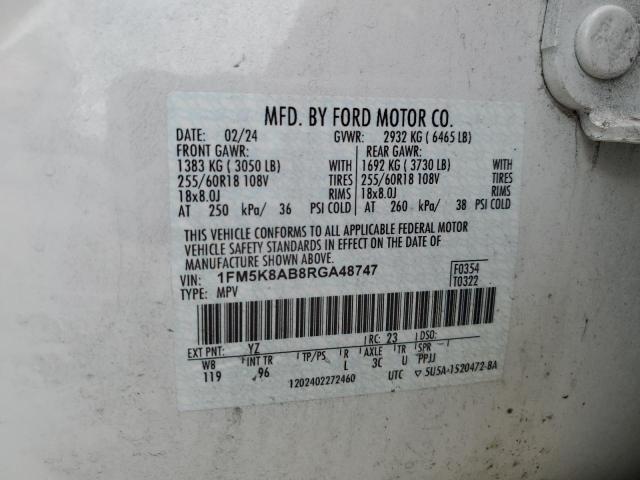 MFD. BY FORD MOTOR CO.
DATE: 02/24 GVWR: 2932 KG ( 6465 LB)
FRONT GAWR: REAR GAWR:
1383 KG ( 3050 LB) WITH 1692 KG ( 3730 LB) WITH
255/60R18 108V TIRES 255/60R18 108V TIRES
18x8.0J RIMS 18x8.0J RIMS
AT 250 kPa/ 36 PSI COLD AT 260 kPa/ 38 PSI COLD
THIS VEHICLE CONFORMS TO ALL APPLICABLE FEDERAL MOTOR
VEHICLE SAFETY STANDARDS IN EFFECT ON THE DATE OF
MANUFACTURE SHOWN ABOVE.
VIN: 1FM5K8AB8RGA48747 F0354
TYPE: MPV T0322
EXT PNT: YZ RC: 23 DSO:
WB INT TR TP/PS R AXLE TR SPR
119 96 L 3C U PPJJ
1202402272460 UTC ▽ 5U5A-1520472-BA